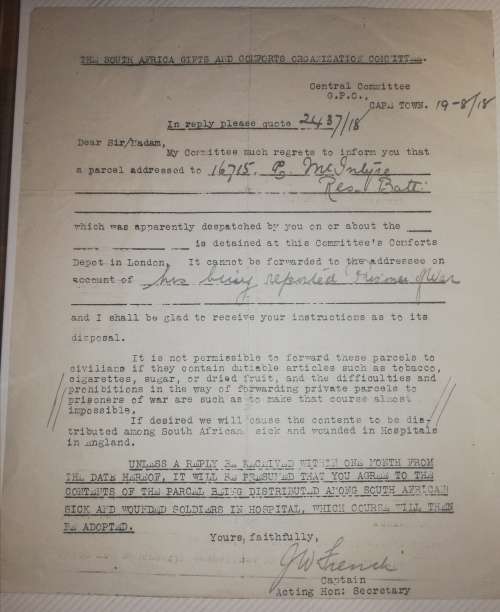 THE SOUTH AFRICA GIFTS AND COMFORTS ORGANIZATION COMMITTEE.
Central Committee
G.P.O.,
CAPE TOWN. 19-8/18
In reply please quote 2437/18
Dear Sir/Madam,
My Committee much regrets to inform you that
a parcel addressed to 16715. P. McIntyre
Res. Batt:
which was apparently despatched by you on or about the
is detained at this Committee's Comforts
Depot in London. It cannot be forwarded to the addressee on
account of his being reported Prisoner of War
and I shall be glad to receive your instructions as to its
disposal.
It is not permissible to forward these parcels to
civilians if they contain dutiable articles such as tobacco,
cigarettes, sugar, or dried fruit, and the difficulties and
prohibitions in the way of forwarding private parcels to
prisoners of war are such as to make that course almost
impossible.
If desired we will cause the contents to be dis-
tributed among South African sick and wounded in Hospitals
in England.
UNLESS A REPLY BE RECEIVED WITHIN ONE MONTH FROM
THE DATE HEREOF, IT WILL BE PRESUMED THAT YOU AGREE TO THE
CONTENTS OF THE PARCEL BEING DISTRIBUTED AMONG SOUTH AFRICAN
SICK AND WOUNDED SOLDIERS IN HOSPITAL, WHICH COURSE WILL THEN
BE ADOPTED.
Yours, faithfully,
J W French
Captain
Acting Hon: Secretary